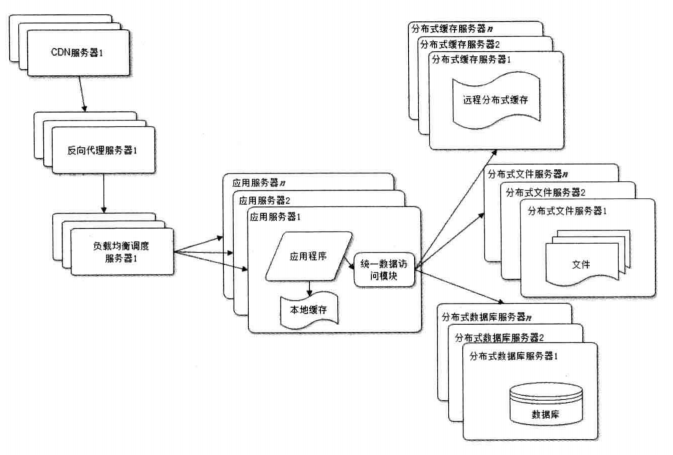 CDN服务器1
反向代理服务器1
负载均衡调度
服务器1
应用服务器n
应用服务器2
应用服务器1
应用程序
本地缓存
统一数据访
问模块
分布式缓存服务器n
分布式缓存服务器2
分布式缓存服务器1
远程分布式缓存
分布式文件服务器n
分布式文件服务器2
分布式文件服务器1
文件
分布式数据库服务器n
分布式数据库服务器2
分布式数据库服务器1
数据库